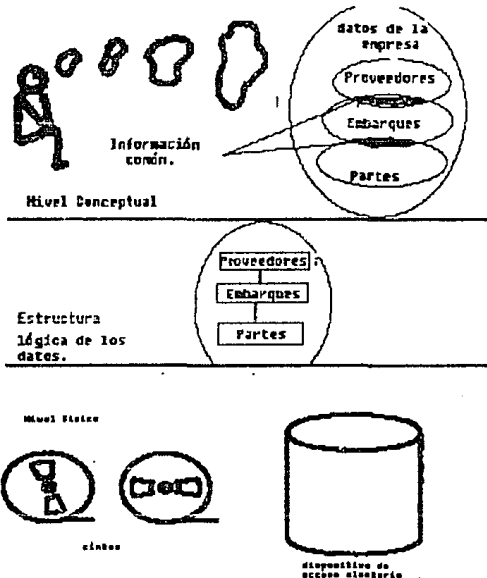 datos de la
empresa
Proveedores
Embarques
Partes
Información
común.
Nivel Conceptual
Proveedores
Embarques
Partes
Estructura
lógica de los
datos.
Nivel Físico
cintas
dispositivo de
acceso aleatorio